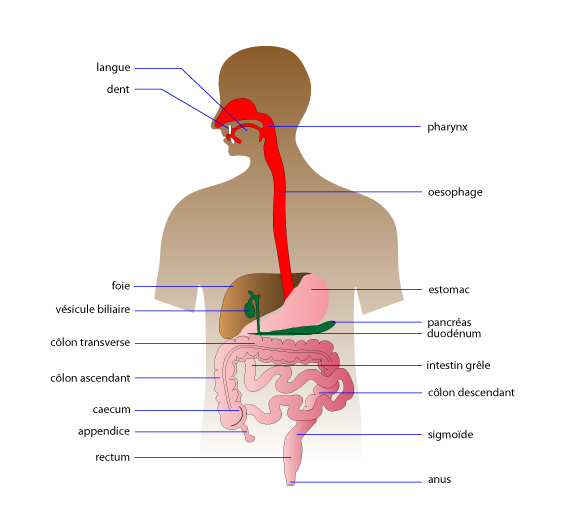 langue
dent
foie
vésicule biliaire
côlon transverse
côlon ascendant
caecum
appendice
rectum
pharynx
oesophage
estomac
pancréas
duodénum
intestin grêle
côlon descendant
sigmoïde
anus